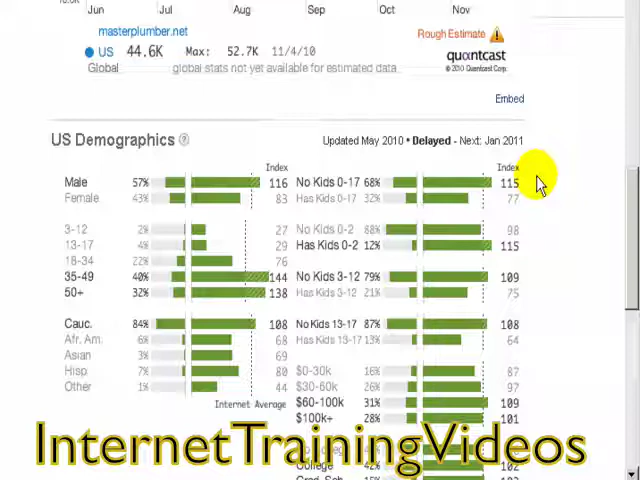 Jun Jul Aug Sep Oct Nov
masterplumber.net
Rough Estimate
US 44.6K Max: 52.7K 11/4/10
quantcast
Global global stats not yet available for estimated data.
© 2010 Quantcast Corp.
Embed
US Demographics ? Updated May 2010 • Delayed - Next: Jan 2011
Index Index
Male 57% 116 No Kids 0-17 68% 115
Female 43% 83 Has Kids 0-17 32% 77
3-12 2% 27 No Kids 0-2 88% 98
13-17 4% 29 Has Kids 0-2 12% 115
18-34 22% 76
35-49 40% 144 No Kids 3-12 79% 109
50+ 32% 138 Has Kids 3-12 21% 75
Cauc. 84% 108 No Kids 13-17 87% 108
Afr. Am. 6% 68 Has Kids 13-17 13% 64
Asian 3% 69
Hisp. 7% 80 $0-30k 16% 87
Other 1% 44 $30-60k 26% 97
Internet Average $60-100k 31% 109
$100k+ 28% 101
InternetTrainingVideos
College 42% 102
Grad. Sch.